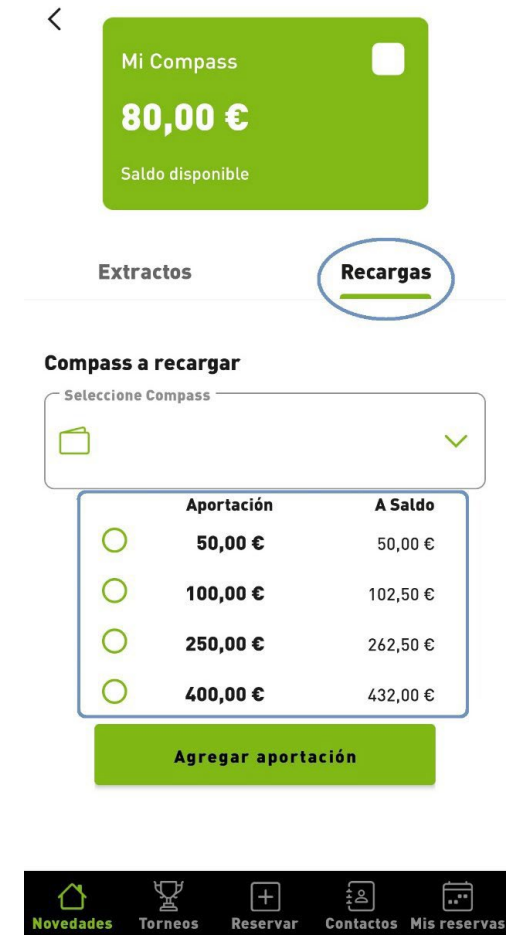 Mi Compass
80,00 €
Saldo disponible
Extractos Recargas
Compass a recargar
Seleccione Compass
Aportación A Saldo
50,00 € 50,00 €
100,00 € 102,50 €
250,00 € 262,50 €
400,00 € 432,00 €
Agregar aportación
Novedades Torneos Reservar Contactos Mis reservas